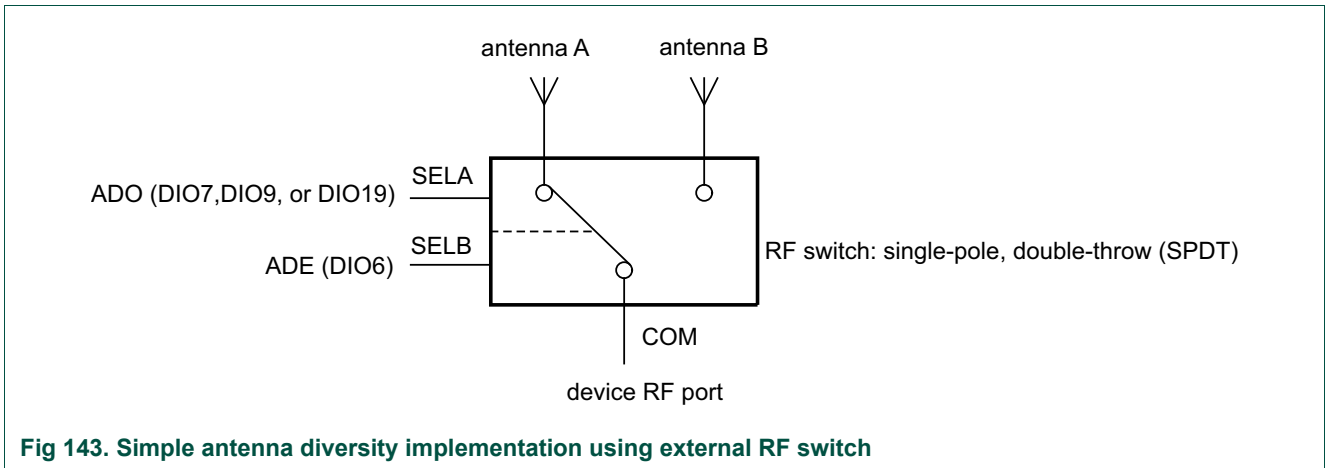 antenna A
antenna B
SELA
ADO (DIO7,DIO9, or DIO19)
SELB
ADE (DIO6)
RF switch: single-pole, double-throw (SPDT)
COM
device RF port
Fig 143. Simple antenna diversity implementation using external RF switch